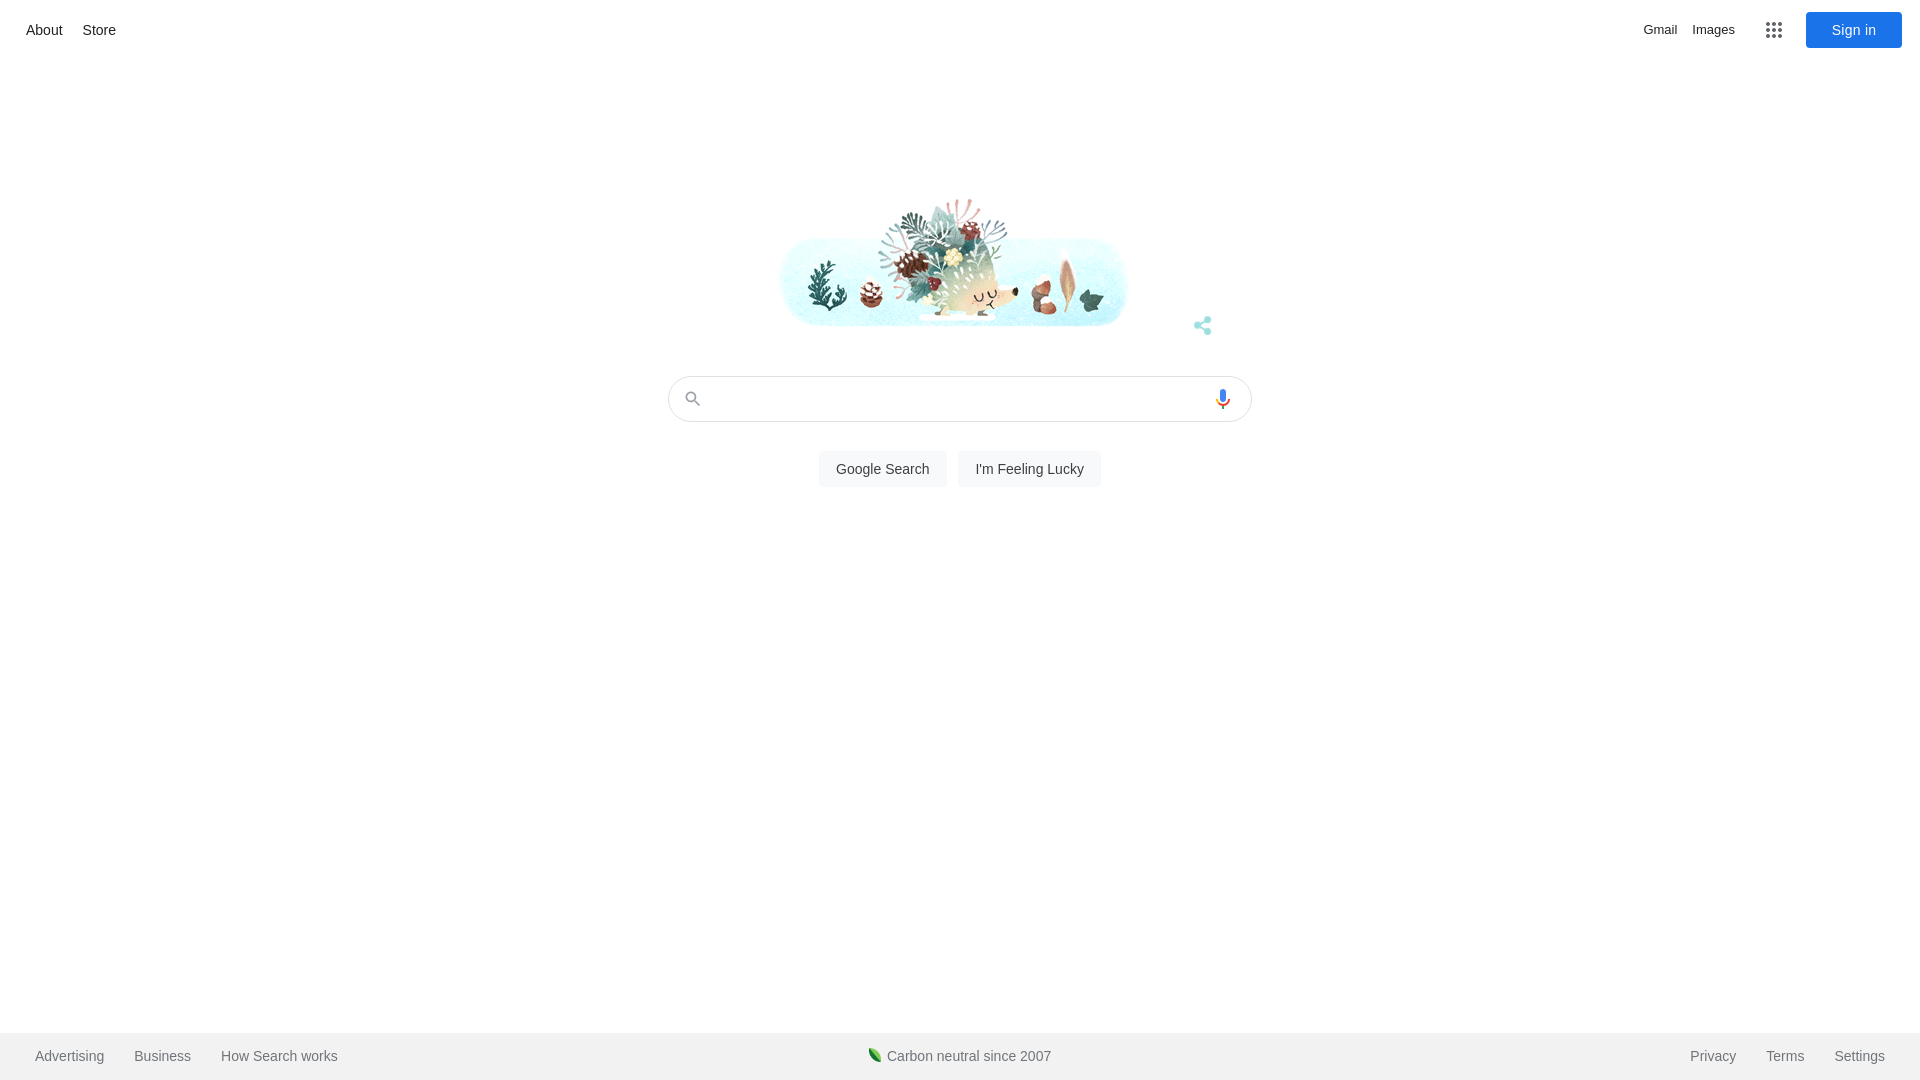 About Store Gmail Images Sign in
Google Search I'm Feeling Lucky
Advertising Business How Search works Carbon neutral since 2007 Privacy Terms Settings